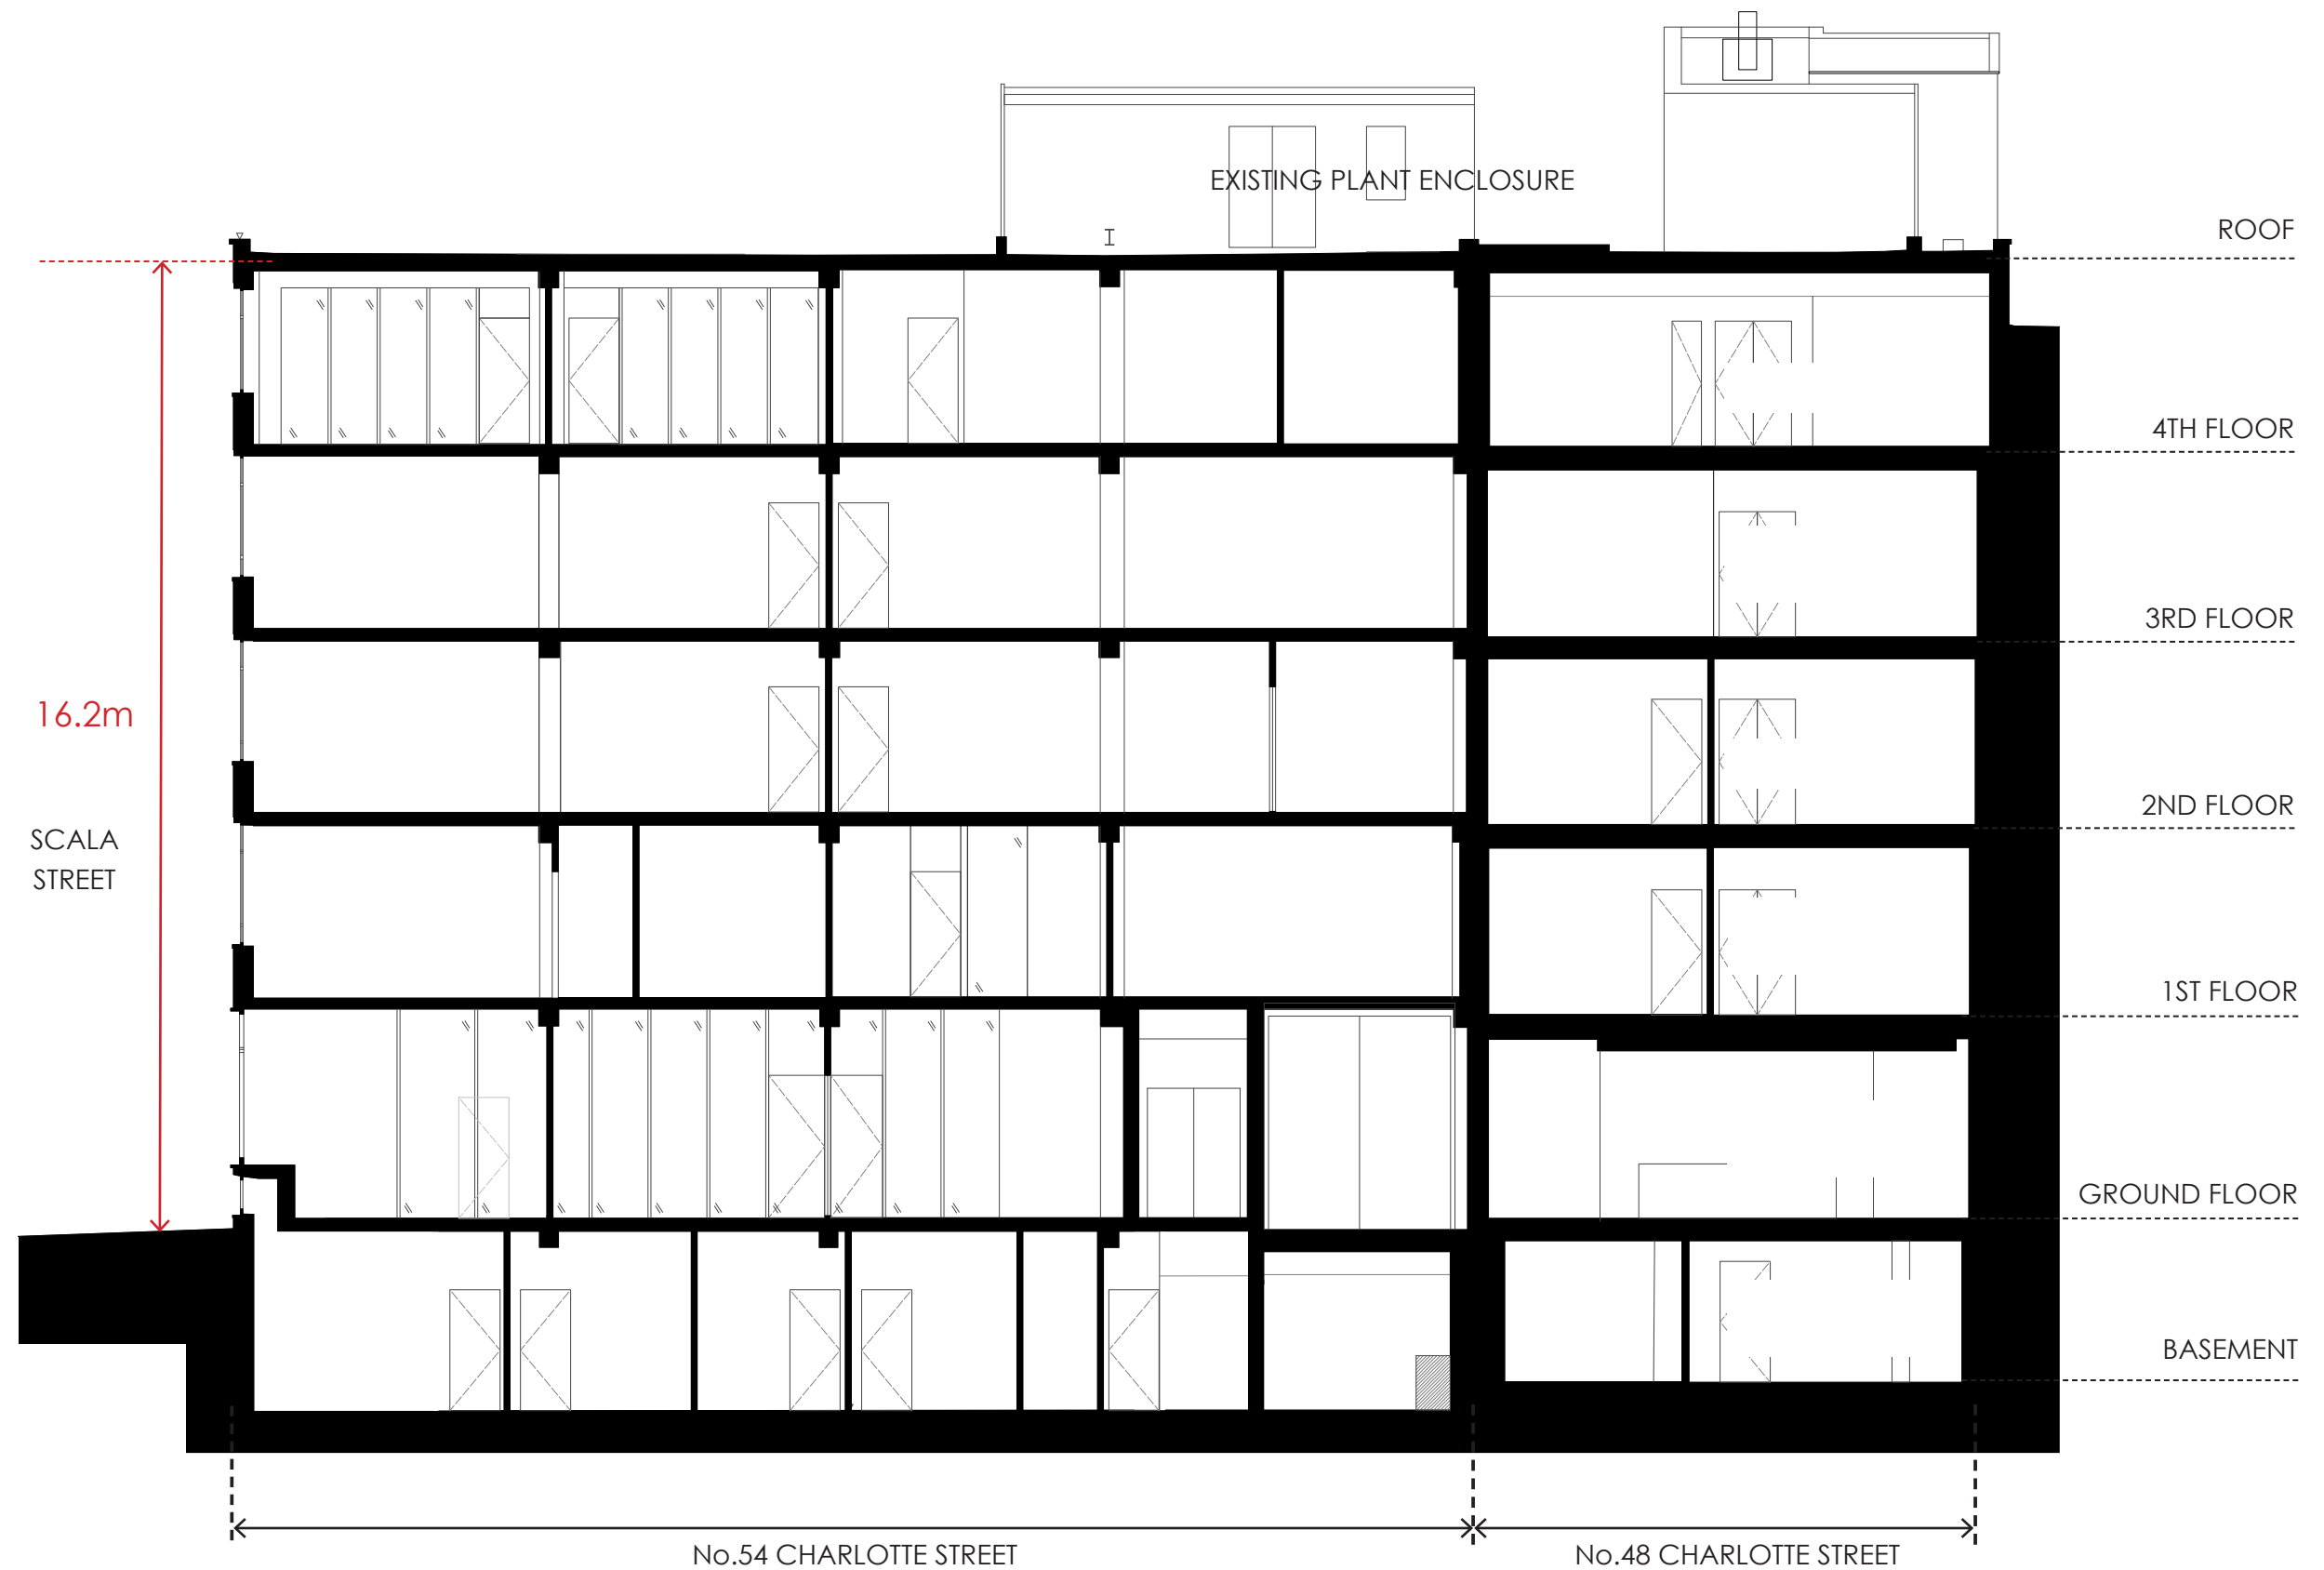 EXISTING PLANT ENCLOSURE
ROOF
4TH FLOOR
3RD FLOOR
16.2m
2ND FLOOR
SCALA
STREET
1ST FLOOR
GROUND FLOOR
BASEMENT
No.54 CHARLOTTE STREET
No.48 CHARLOTTE STREET